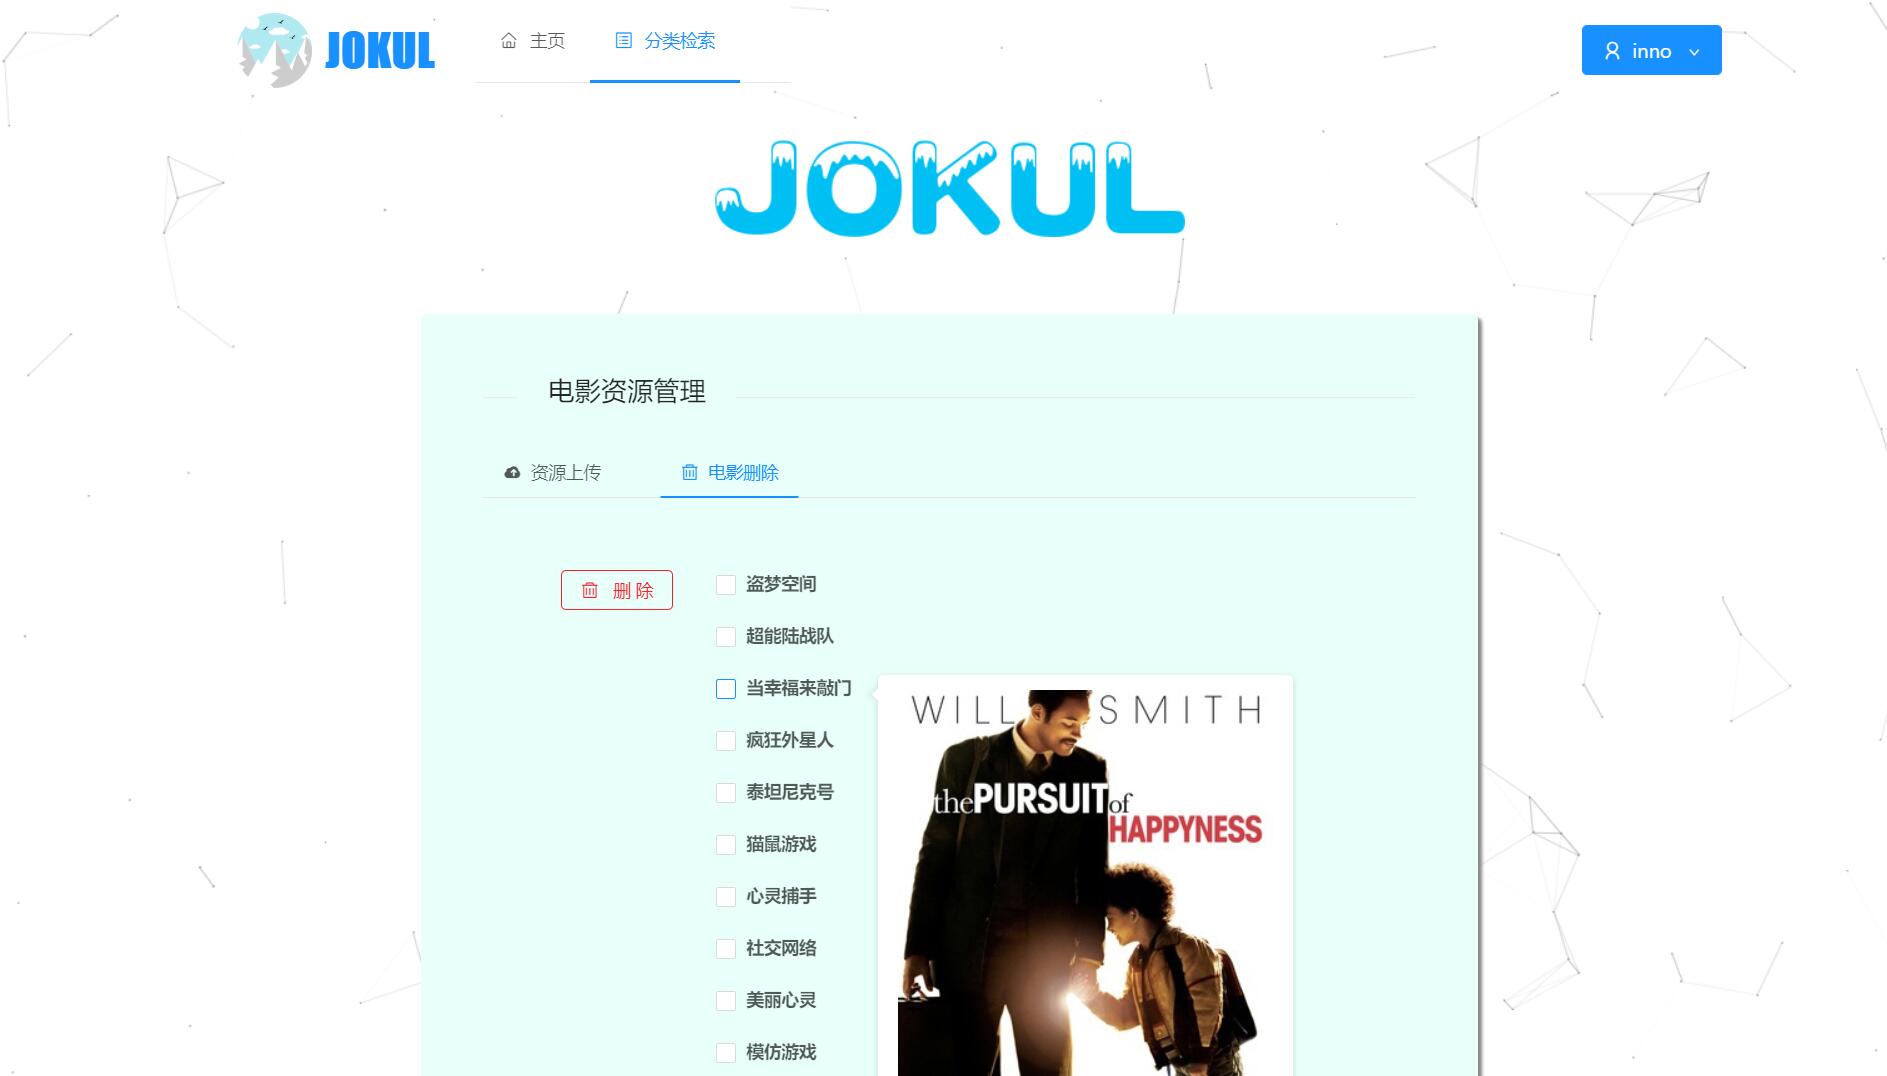 JOKUL
主页
分类检索
inno
JOKUL
电影资源管理
资源上传
电影删除
删 除
盗梦空间
超能陆战队
当幸福来敲门
疯狂外星人
泰坦尼克号
猫鼠游戏
心灵捕手
社交网络
美丽心灵
模仿游戏
WILL SMITH
the PURSUIT of
HAPPYNESS